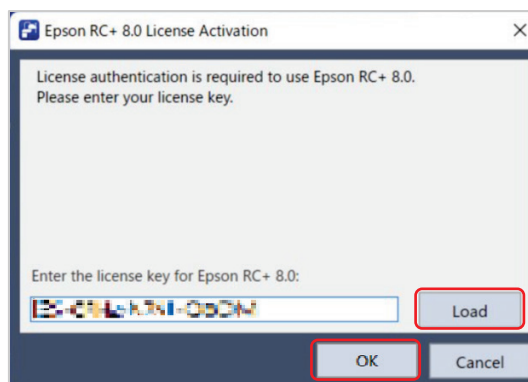 Epson RC+ 8.0 License Activation
License authentication is required to use Epson RC+ 8.0.
Please enter your license key.
Enter the license key for Epson RC+ 8.0:
Load
OK
Cancel